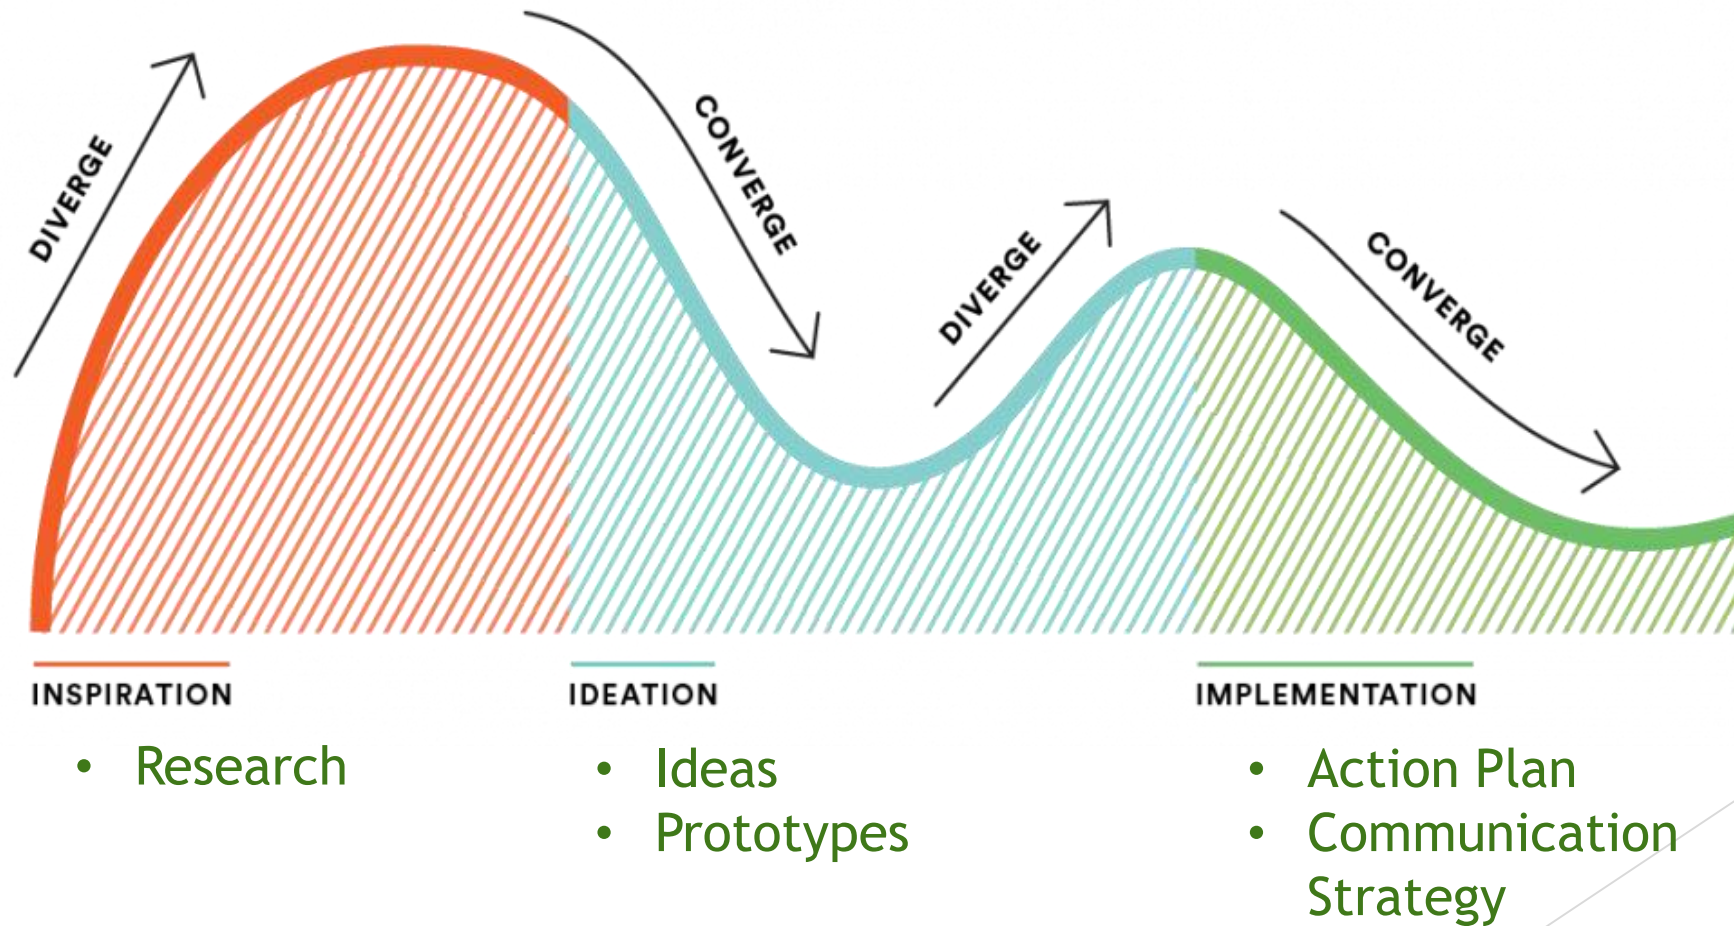 DIVERGE
CONVERGE
DIVERGE
CONVERGE
INSPIRATION
• Research
IDEATION
• Ideas
• Prototypes
IMPLEMENTATION
• Action Plan
• Communication
Strategy